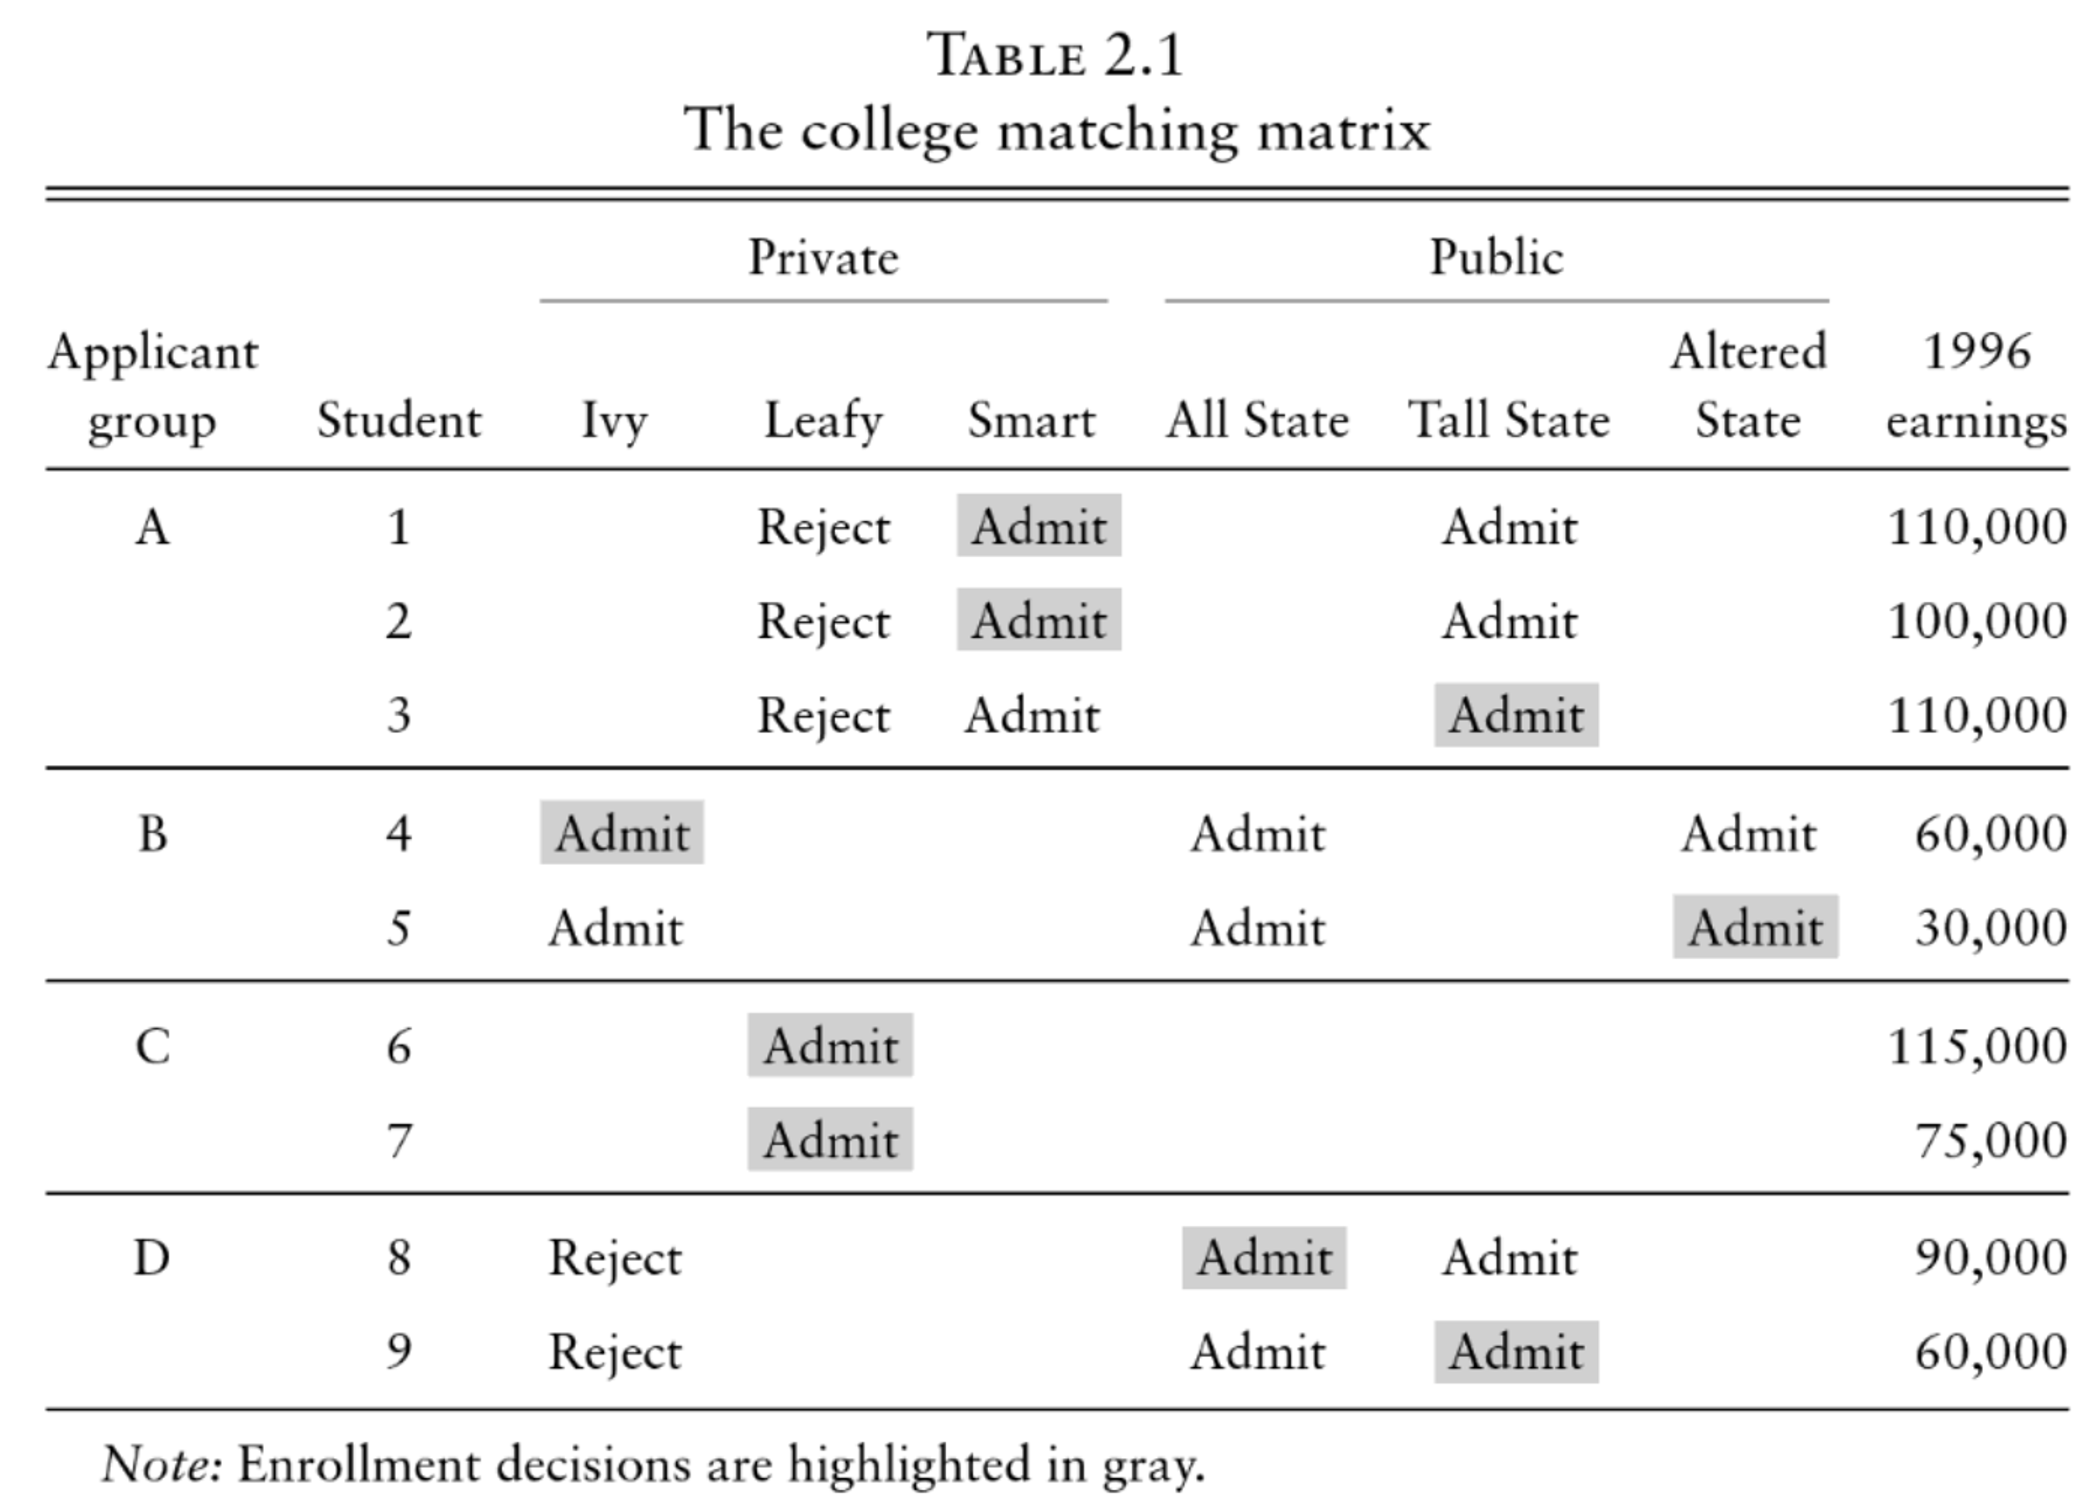 TABLE 2.1
The college matching matrix
Private Public
Applicant Altered 1996
group Student Ivy Leafy Smart All State Tall State State earnings
A 1 Reject Admit Admit 110,000
2 Reject Admit Admit 100,000
3 Reject Admit Admit 110,000
B 4 Admit Admit Admit 60,000
5 Admit Admit Admit 30,000
C 6 Admit 115,000
7 Admit 75,000
D 8 Reject Admit Admit 90,000
9 Reject Admit Admit 60,000
Note: Enrollment decisions are highlighted in gray.